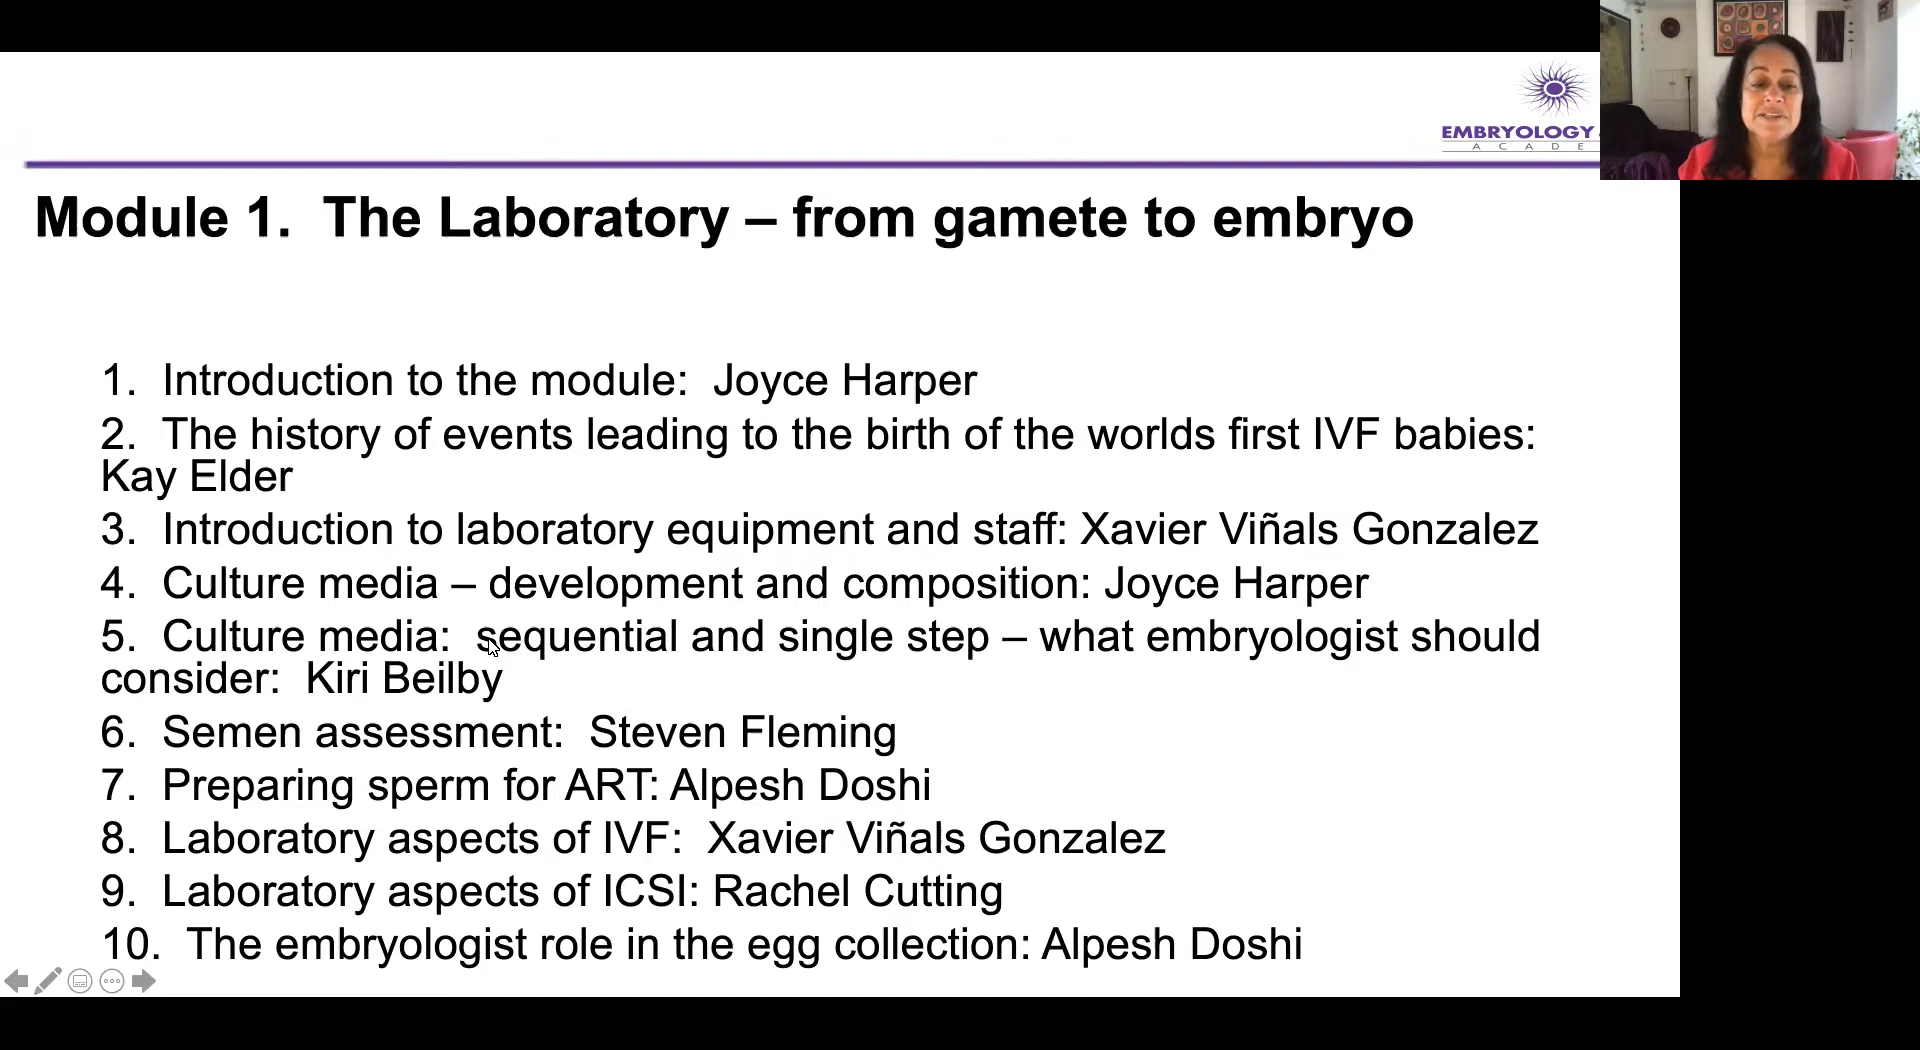 EMBRYOLOGY
A C A D E
Module 1.  The Laboratory – from gamete to embryo
1.  Introduction to the module:  Joyce Harper
2.  The history of events leading to the birth of the worlds first IVF babies:
Kay Elder
3.  Introduction to laboratory equipment and staff: Xavier Viñals Gonzalez
4.  Culture media – development and composition: Joyce Harper
5.  Culture media:  sequential and single step – what embryologist should
consider:  Kiri Beilby
6.  Semen assessment:  Steven Fleming
7.  Preparing sperm for ART: Alpesh Doshi
8.  Laboratory aspects of IVF:  Xavier Viñals Gonzalez
9.  Laboratory aspects of ICSI: Rachel Cutting
10.  The embryologist role in the egg collection: Alpesh Doshi